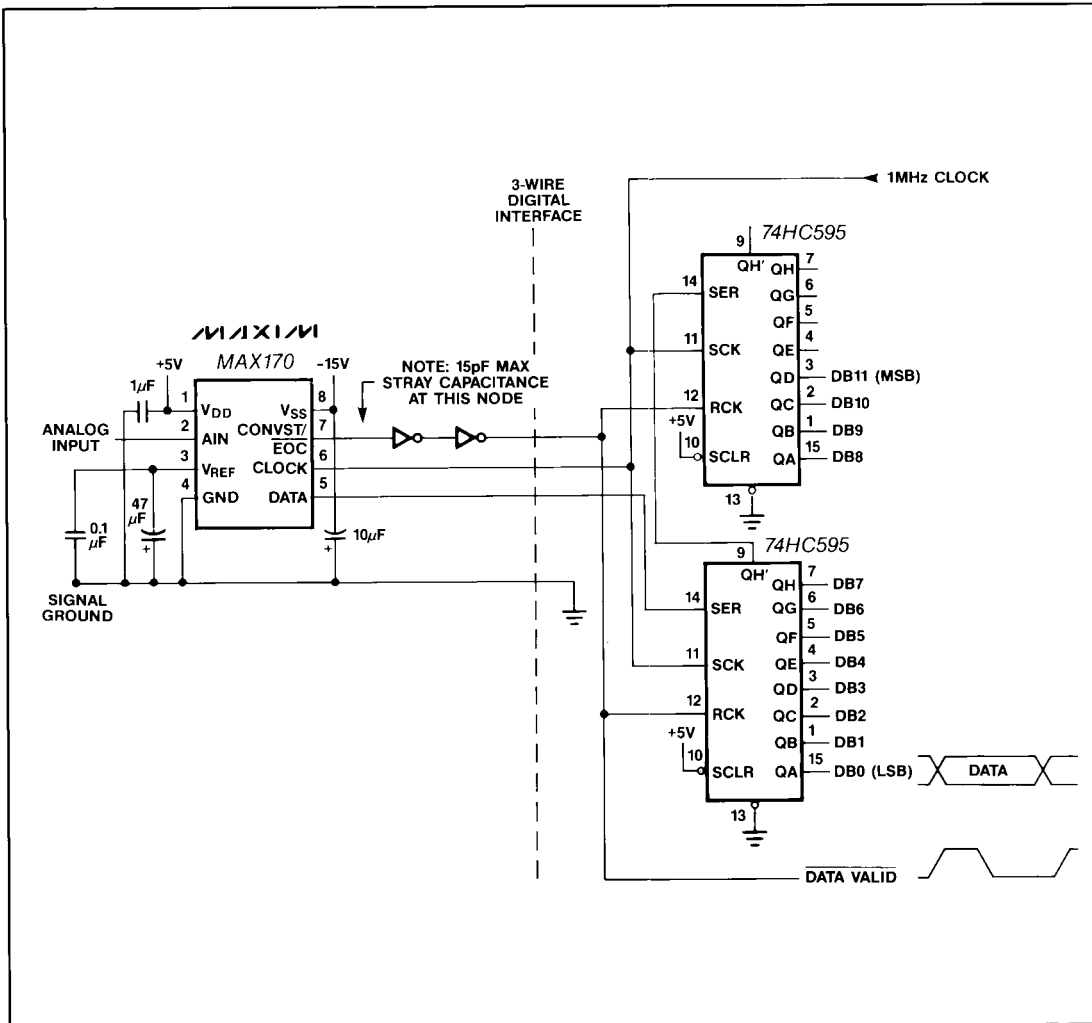 3-WIRE
DIGITAL
INTERFACE
1MHz CLOCK
MAXIM
MAX170
+5V
-15V
1µF
1
VDD
ANALOG
INPUT
2
AIN
3
VREF
4
GND
8
VSS
7
CONVST/
EOC
6
CLOCK
5
DATA
0.1
µF
47
µF
+
10µF
+
SIGNAL
GROUND
NOTE: 15pF MAX
STRAY CAPACITANCE
AT THIS NODE
74HC595
9
QH'
14
SER
11
SCK
12
RCK
+5V
10
SCLR
13
QH 7
QG 6
QF 5
QE 4
QD 3 DB11 (MSB)
QC 2 DB10
QB 1 DB9
QA 15 DB8
74HC595
9
QH'
14
SER
11
SCK
12
RCK
+5V
10
SCLR
13
QH 7 DB7
QG 6 DB6
QF 5 DB5
QE 4 DB4
QD 3 DB3
QC 2 DB2
QB 1 DB1
QA 15 DB0 (LSB)
DATA
DATA VALID